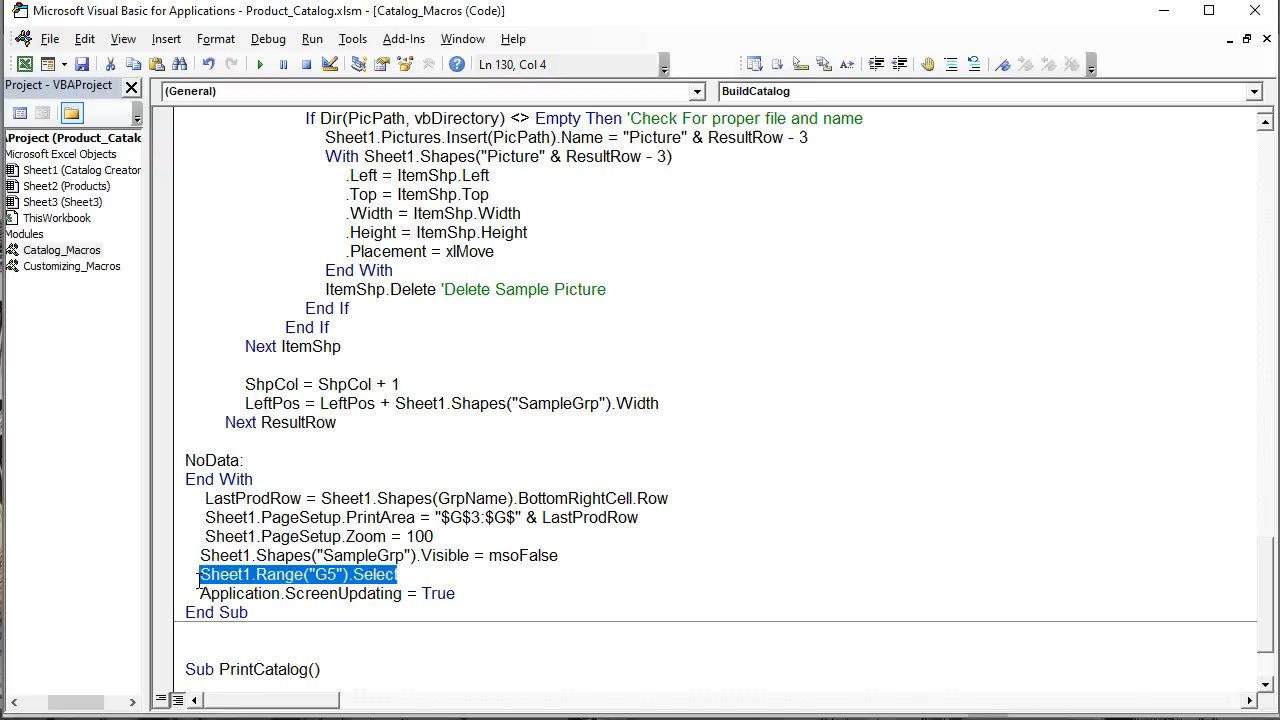 Microsoft Visual Basic for Applications - Product_Catalog.xlsm - [Catalog_Macros (Code)]
File Edit View Insert Format Debug Run Tools Add-Ins Window Help
Ln 130, Col 4
Project - VBAProject
(General)
BuildCatalog
Project (Product_Catal
Microsoft Excel Objects
Sheet1 (Catalog Creator
Sheet2 (Products)
Sheet3 (Sheet3)
ThisWorkbook
Modules
Catalog_Macros
Customizing_Macros
If Dir(PicPath, vbDirectory) <> Empty Then 'Check For proper file and name
Sheet1.Pictures.Insert(PicPath).Name = "Picture" & ResultRow - 3
With Sheet1.Shapes("Picture" & ResultRow - 3)
.Left = ItemShp.Left
.Top = ItemShp.Top
.Width = ItemShp.Width
.Height = ItemShp.Height
.Placement = xlMove
End With
ItemShp.Delete 'Delete Sample Picture
End If
End If
Next ItemShp
ShpCol = ShpCol + 1
LeftPos = LeftPos + Sheet1.Shapes("SampleGrp").Width
Next ResultRow
NoData:
End With
LastProdRow = Sheet1.Shapes(GrpName).BottomRightCell.Row
Sheet1.PageSetup.PrintArea = "$G$3:$G$" & LastProdRow
Sheet1.PageSetup.Zoom = 100
Sheet1.Shapes("SampleGrp").Visible = msoFalse
Sheet1.Range("G5").Select
Application.ScreenUpdating = True
End Sub
Sub PrintCatalog()